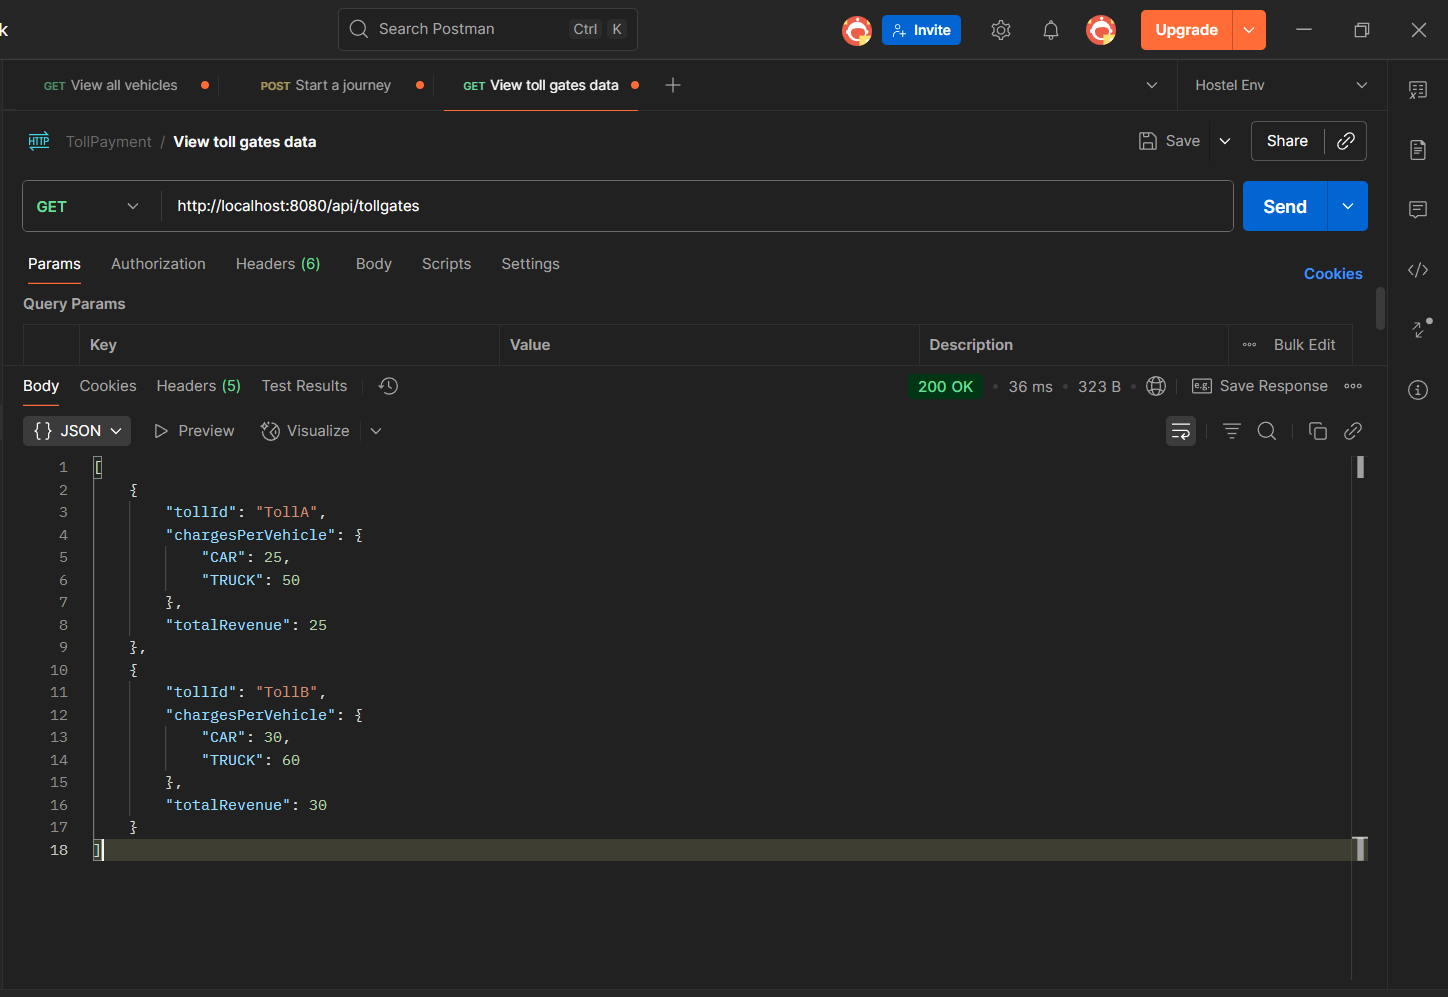 k
Search Postman Ctrl K
Invite
Upgrade
GET View all vehicles
POST Start a journey
GET View toll gates data
Hostel Env
HTTP TollPayment / View toll gates data
Save
Share
GET http://localhost:8080/api/tollgates
Send
Params Authorization Headers (6) Body Scripts Settings
Cookies
Query Params
Key Value Description Bulk Edit
Body Cookies Headers (5) Test Results
200 OK • 36 ms • 323 B • e.g. Save Response
{} JSON Preview Visualize
1 [
2 {
3 "tollId": "TollA",
4 "chargesPerVehicle": {
5 "CAR": 25,
6 "TRUCK": 50
7 },
8 "totalRevenue": 25
9 },
10 {
11 "tollId": "TollB",
12 "chargesPerVehicle": {
13 "CAR": 30,
14 "TRUCK": 60
15 },
16 "totalRevenue": 30
17 }
18 ]